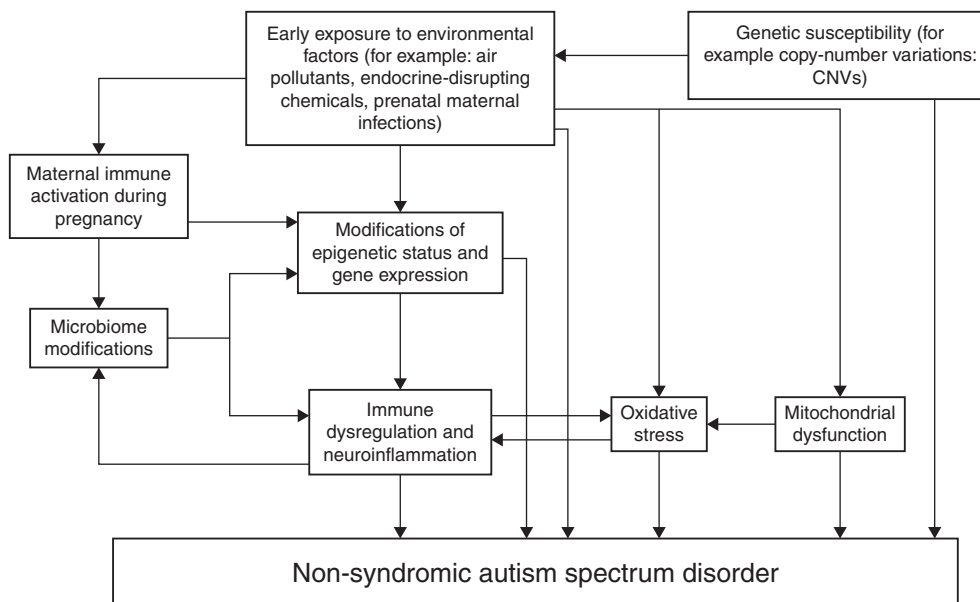 Early exposure to environmental
factors (for example: air
pollutants, endocrine-disrupting
chemicals, prenatal maternal
infections)
Genetic susceptibility (for
example copy-number variations:
CNVs)
Maternal immune
activation during
pregnancy
Modifications of
epigenetic status and
gene expression
Microbiome
modifications
Immune
dysregulation and
neuroinflammation
Oxidative
stress
Mitochondrial
dysfunction
Non-syndromic autism spectrum disorder